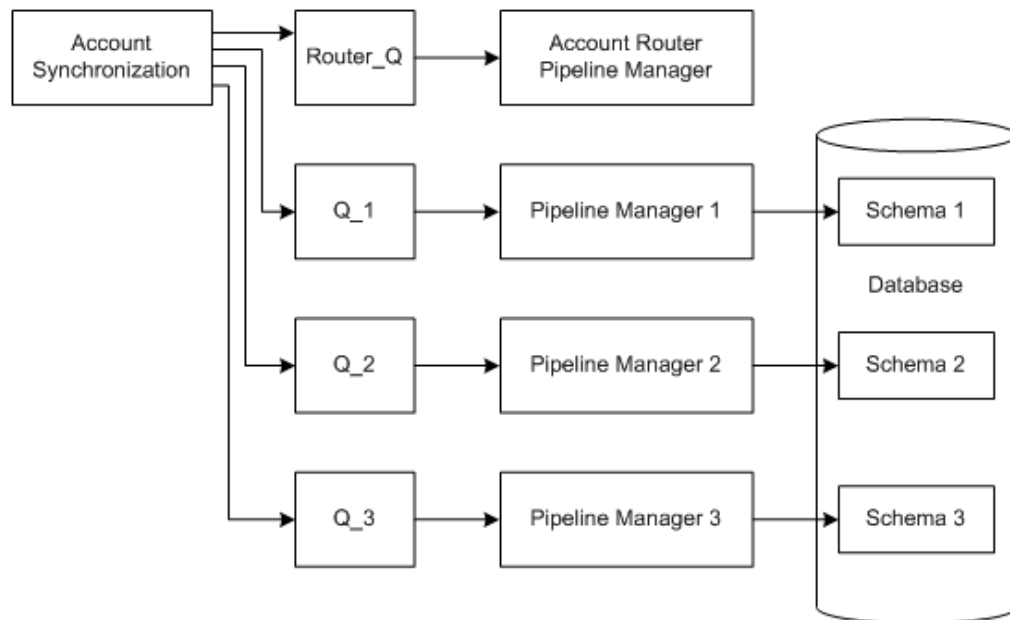 Account
Synchronization
Router_Q
Account Router
Pipeline Manager
Q_1
Pipeline Manager 1
Schema 1
Database
Q_2
Pipeline Manager 2
Schema 2
Q_3
Pipeline Manager 3
Schema 3